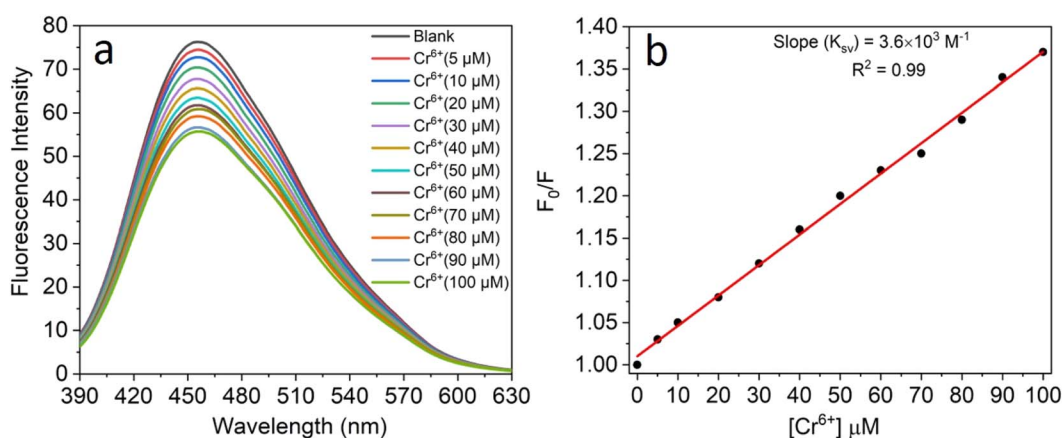 a
80
70
60
50
40
30
20
10
0
Fluorescence Intensity
390 420 450 480 510 540 570 600 630
Wavelength (nm)
Blank
Cr⁶⁺(5 μM)
Cr⁶⁺(10 μM)
Cr⁶⁺(20 μM)
Cr⁶⁺(30 μM)
Cr⁶⁺(40 μM)
Cr⁶⁺(50 μM)
Cr⁶⁺(60 μM)
Cr⁶⁺(70 μM)
Cr⁶⁺(80 μM)
Cr⁶⁺(90 μM)
Cr⁶⁺(100 μM)
b
Slope (Kₛᵥ) = 3.6×10³ M⁻¹
R² = 0.99
1.40
1.35
1.30
1.25
1.20
1.15
1.10
1.05
1.00
F₀/F
0 10 20 30 40 50 60 70 80 90 100
[Cr⁶⁺] μM